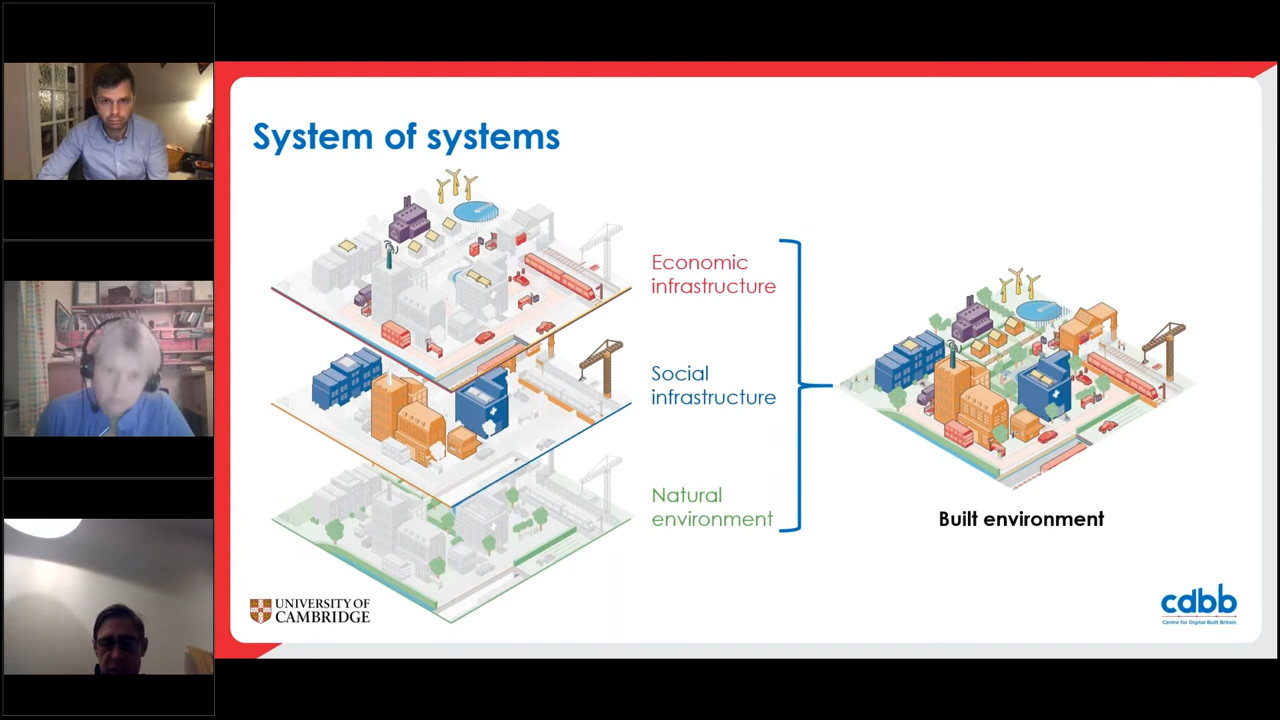 System of systems
Economic
infrastructure
Social
infrastructure
Natural
environment
Built environment
UNIVERSITY OF
CAMBRIDGE
cdbb
Centre for Digital Built Britain